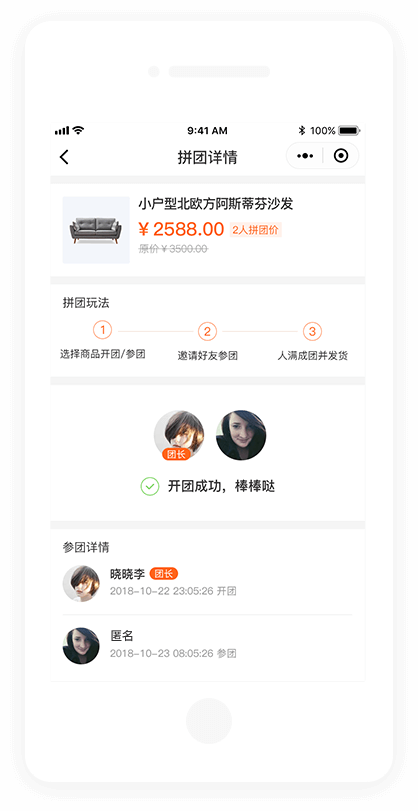 9:41 AM 100%
拼团详情
小户型北欧方阿斯蒂芬沙发
¥ 2588.00 2人拼团价
原价 ¥ 3500.00
拼团玩法
1 2 3
选择商品开团/参团 邀请好友参团 人满成团并发货
团长
开团成功，棒棒哒
参团详情
晓晓李 团长
2018-10-22 23:05:26 开团
匿名
2018-10-23 08:05:26 参团